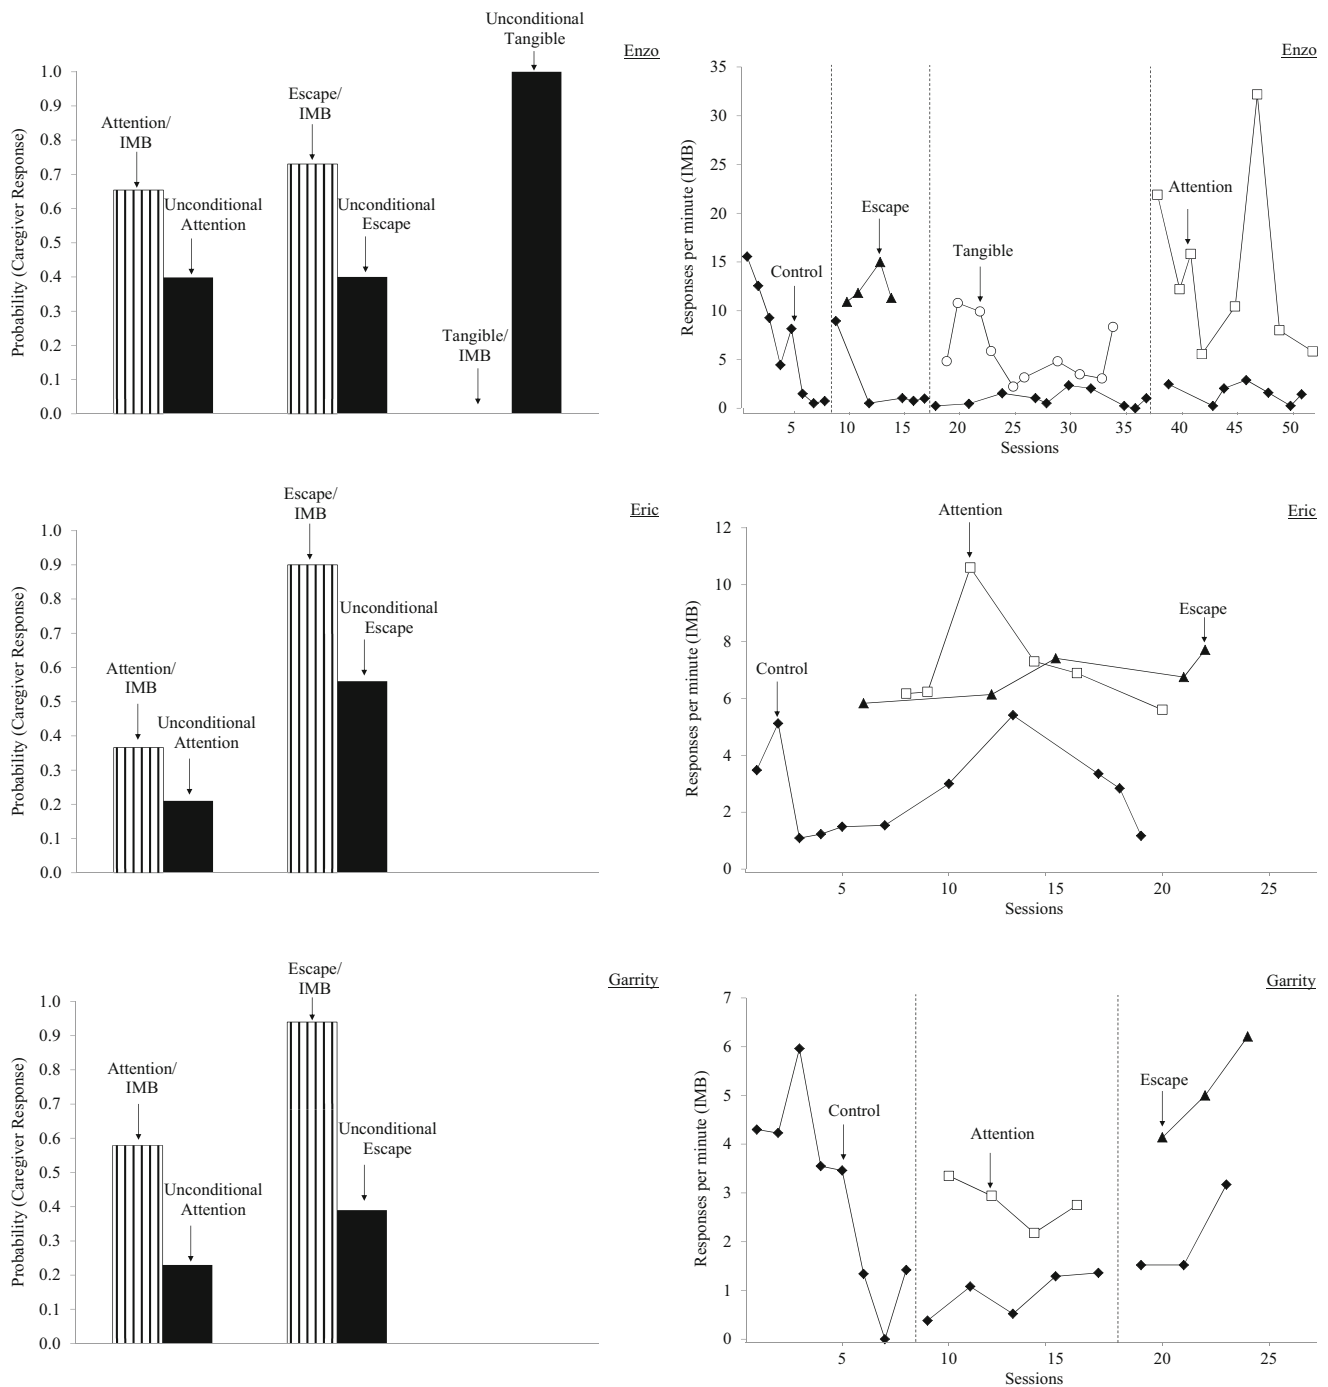 Unconditional
Tangible
Enzo
1.0
0.9
0.8
0.7
0.6
0.5
0.4
0.3
0.2
0.1
0.0
Probability (Caregiver Response)
Attention/
IMB
Unconditional
Attention
Escape/
IMB
Unconditional
Escape
Tangible/
IMB
Enzo
35
30
25
20
15
10
5
0
Responses per minute (IMB)
Control
Escape
Tangible
Attention
5
10
15
20
25
30
35
40
45
50
Sessions
Eric
1.0
0.9
0.8
0.7
0.6
0.5
0.4
0.3
0.2
0.1
0.0
Probability (Caregiver Response)
Attention/
IMB
Unconditional
Attention
Escape/
IMB
Unconditional
Escape
Eric
12
10
8
6
4
2
0
Responses per minute (IMB)
Control
Attention
Escape
5
10
15
20
25
Sessions
Garrity
1.0
0.9
0.8
0.7
0.6
0.5
0.4
0.3
0.2
0.1
0.0
Probability (Caregiver Response)
Attention/
IMB
Unconditional
Attention
Escape/
IMB
Unconditional
Escape
Garrity
7
6
5
4
3
2
1
0
Responses per minute (IMB)
Control
Attention
Escape
5
10
15
20
25
Sessions